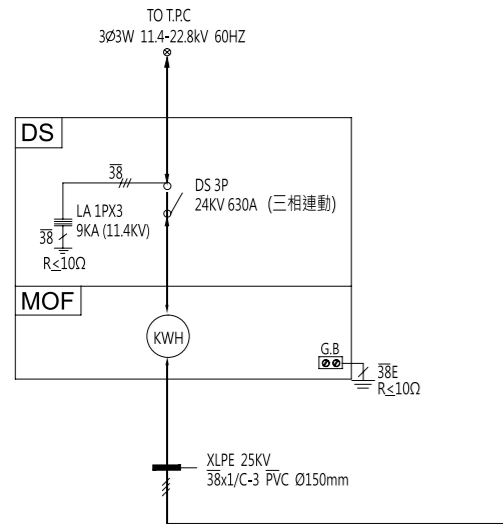 TO T.P.C
3Ø3W 11.4-22.8kV 60HZ
DS
38
DS 3P
24KV 630A (三相連動)
LA 1PX3
9KA (11.4KV)
38
R≤10Ω
MOF
KWH
G.B
38E
R≤10Ω
XLPE 25KV
38x1/C-3 PVC Ø150mm